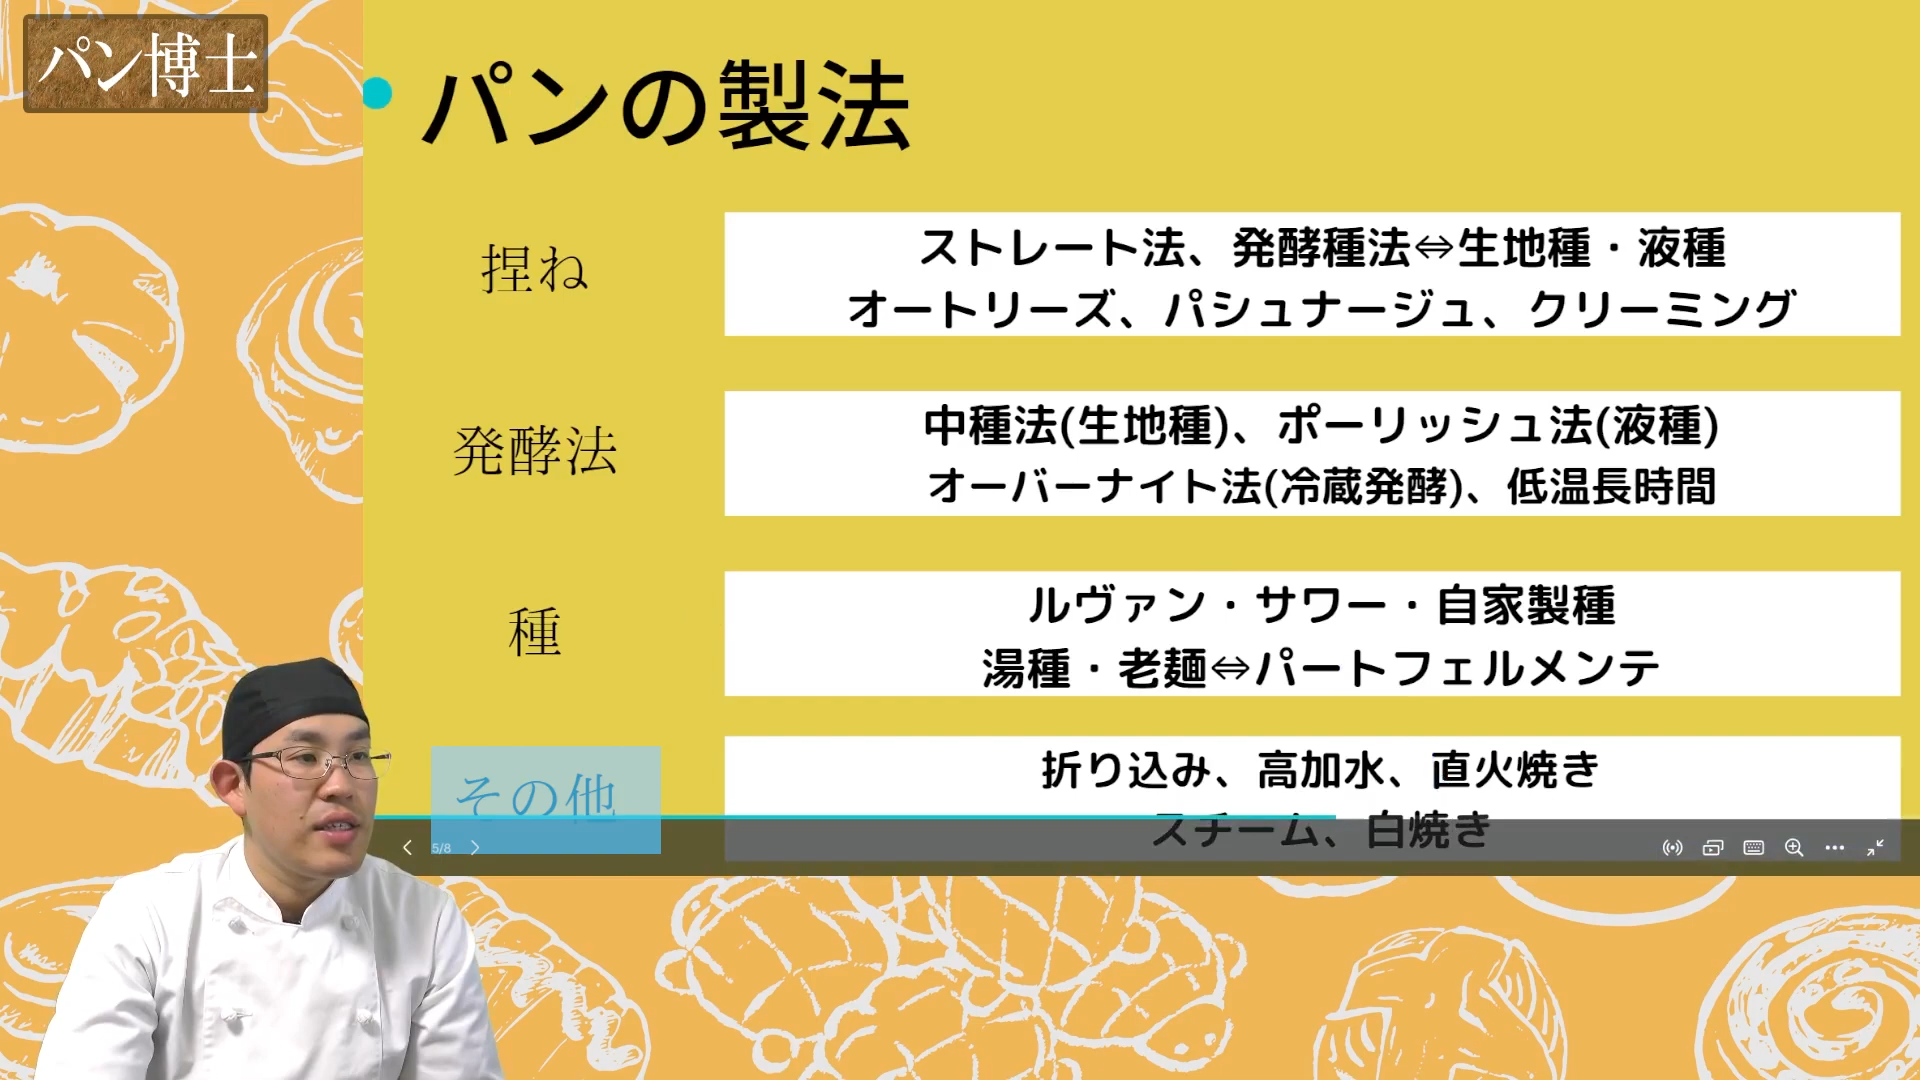 パン博士
パンの製法
捏ね
ストレート法、発酵種法⇔生地種・液種
オートリーズ、パシュナージュ、クリーミング
発酵法
中種法(生地種)、ポーリッシュ法(液種)
オーバーナイト法(冷蔵発酵)、低温長時間
種
ルヴァン・サワー・自家製種
湯種・老麺⇔パートフェルメンテ
その他
折り込み、高加水、直火焼き
スチーム、白焼き
5/8